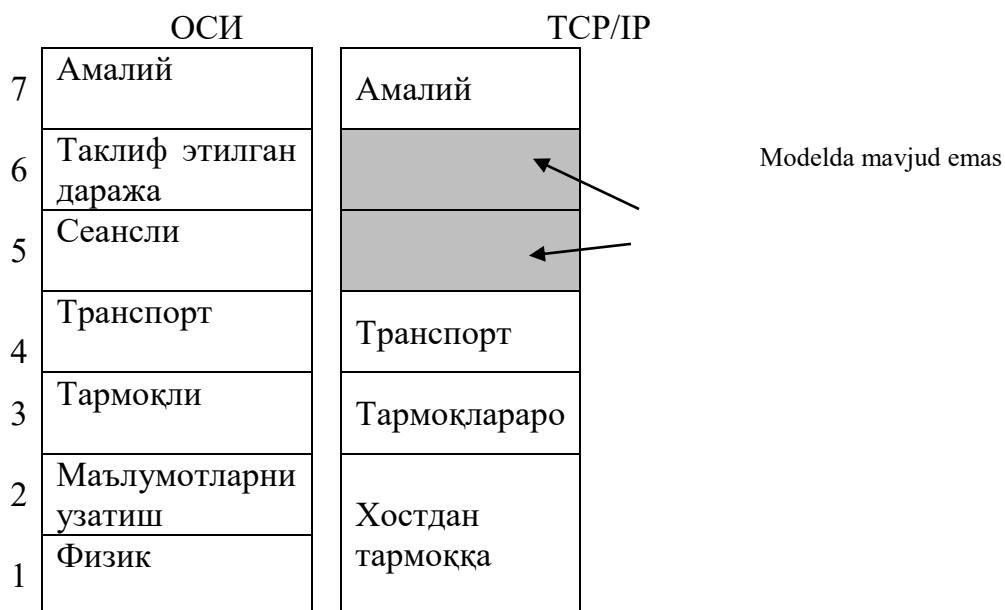 ОСИ TCP/IP
7 Амалий Амалий
6 Таклиф этилган
даража
Modelda mavjud emas
5 Сеансли
4 Транспорт Транспорт
3 Тармоқли Тармоқлараро
2 Маълумотларни
узатиш
Хостдан
тармоққа
1 Физик